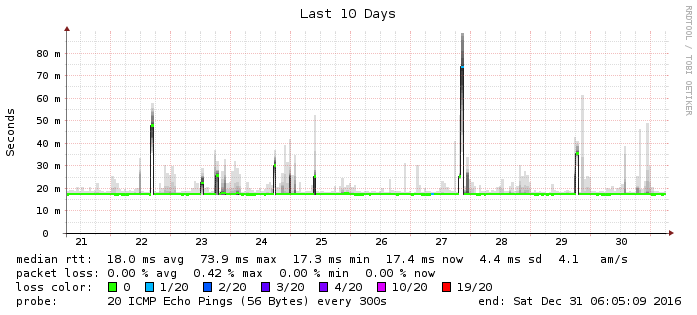 Last 10 Days
RRDTOOL / TOBI OETIKER
Seconds
80 m
70 m
60 m
50 m
40 m
30 m
20 m
10 m
0
21 22 23 24 25 26 27 28 29 30
median rtt: 18.0 ms avg 73.9 ms max 17.3 ms min 17.4 ms now 4.4 ms sd 4.1 am/s
packet loss: 0.00 % avg 0.42 % max 0.00 % min 0.00 % now
loss color: 0 1/20 2/20 3/20 4/20 10/20 19/20
probe: 20 ICMP Echo Pings (56 Bytes) every 300s end: Sat Dec 31 06:05:09 2016